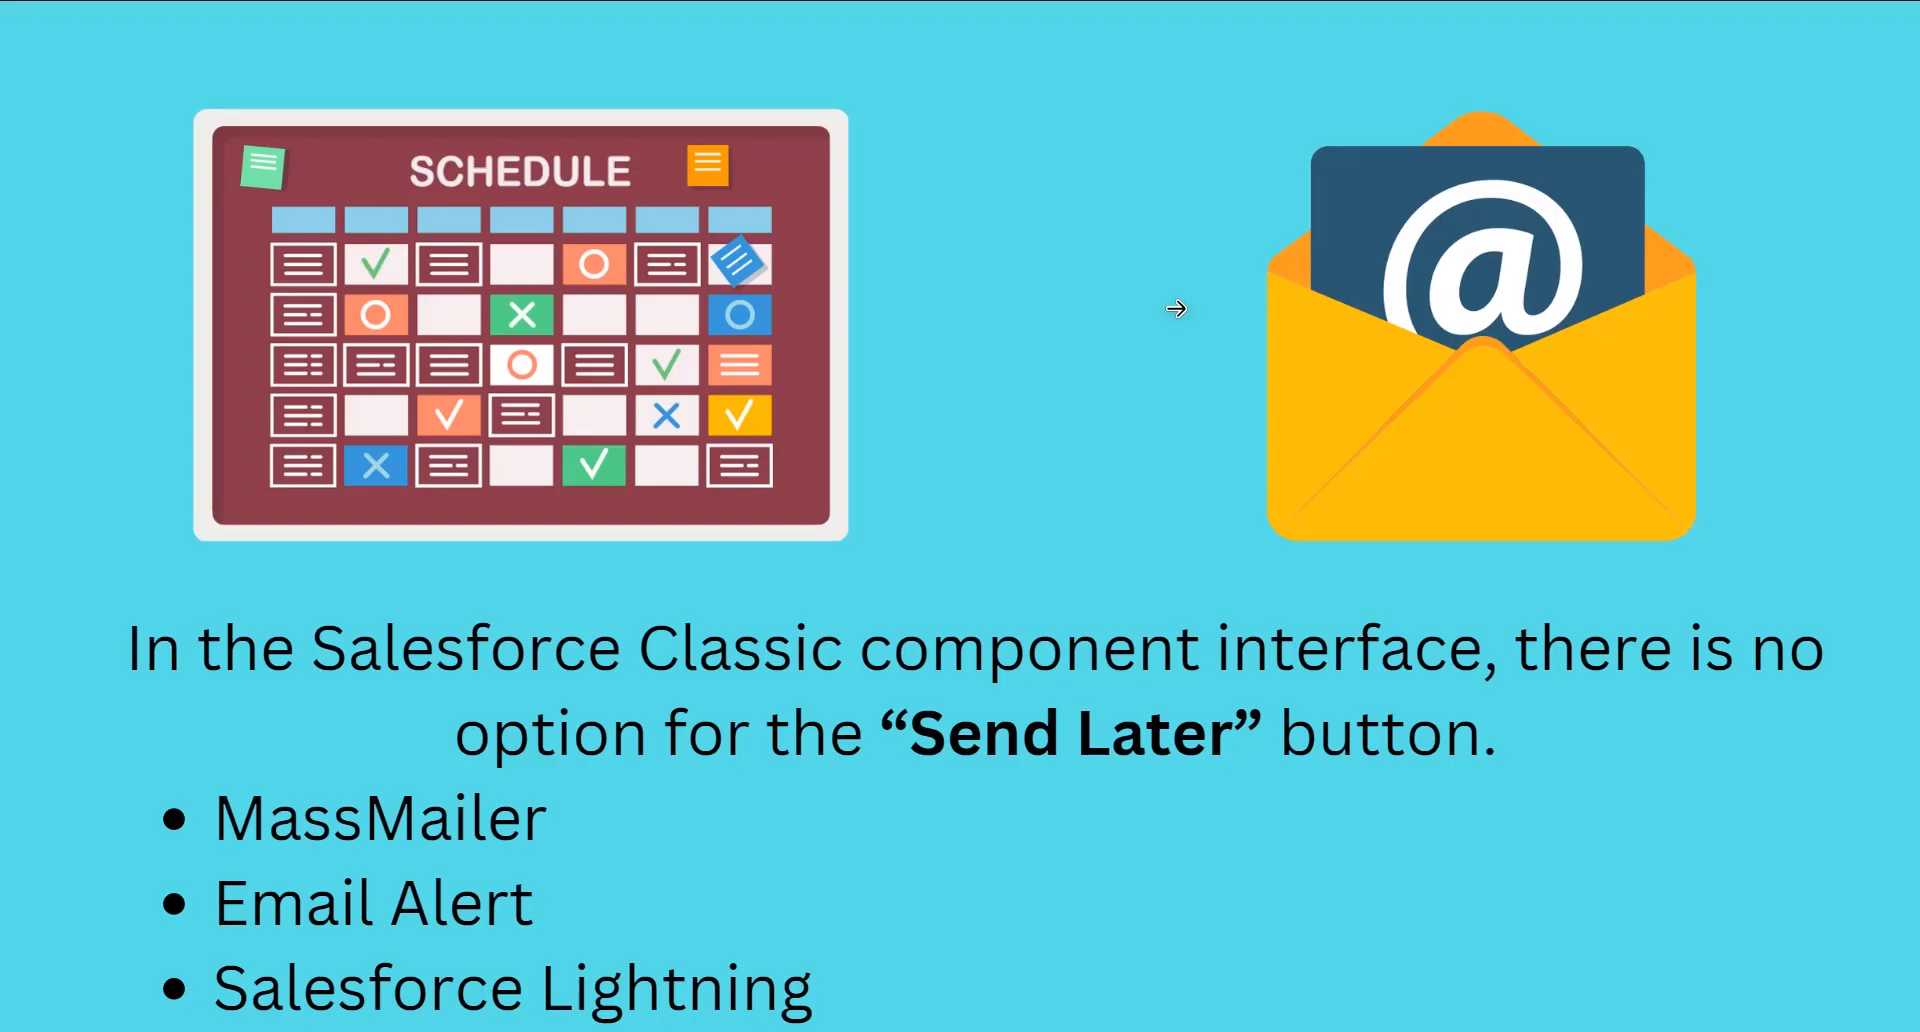 SCHEDULE
@
In the Salesforce Classic component interface, there is no
option for the “Send Later” button.
• MassMailer
• Email Alert
• Salesforce Lightning